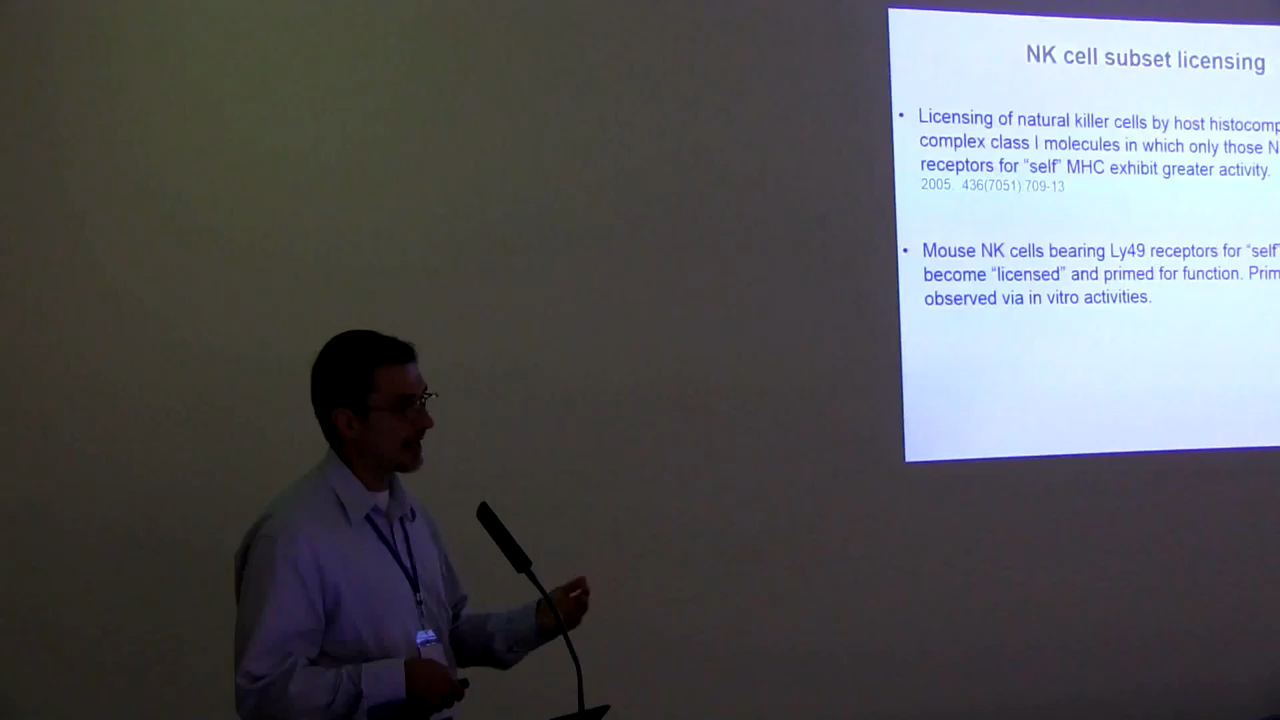 NK cell subset licensing
• Licensing of natural killer cells by host histocomp
complex class I molecules in which only those N
receptors for “self” MHC exhibit greater activity.
2005. 436(7051):709-13
• Mouse NK cells bearing Ly49 receptors for “self”
become “licensed” and primed for function. Prim
observed via in vitro activities.